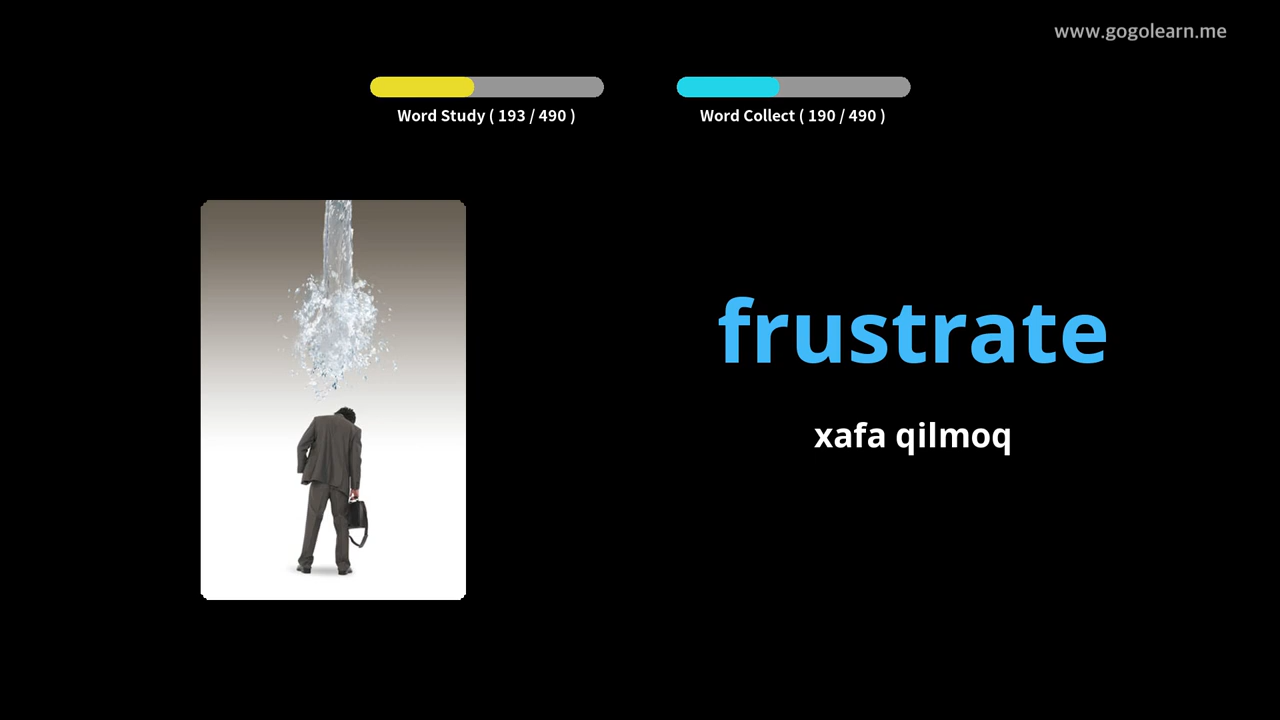 www.gogolearn.me
Word Study ( 193 / 490 )
Word Collect ( 190 / 490 )
frustrate
xafa qilmoq